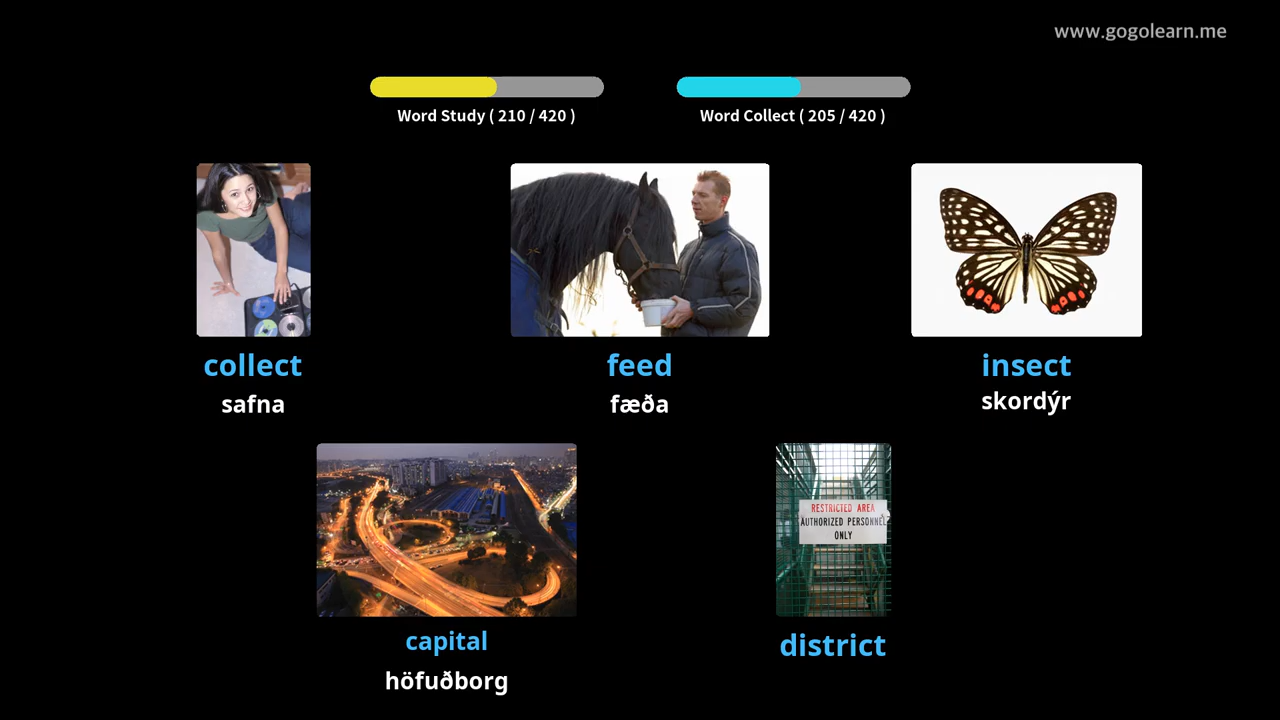 www.gogolearn.me
Word Study ( 210 / 420 )
Word Collect ( 205 / 420 )
collect
safna
feed
fæða
insect
skordýr
RESTRICTED AREA
AUTHORIZED PERSONNEL
ONLY
capital
höfuðborg
district